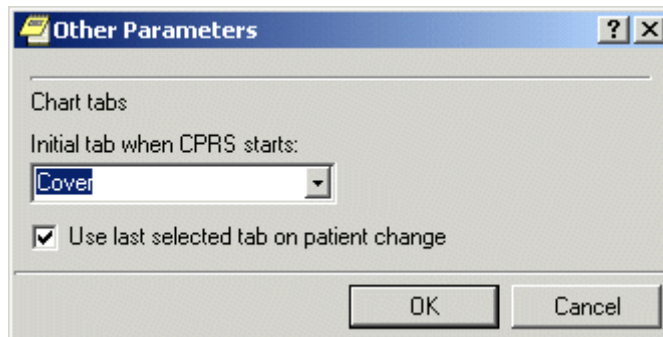 Other Parameters
Chart tabs
Initial tab when CPRS starts:
Cover
Use last selected tab on patient change
OK Cancel